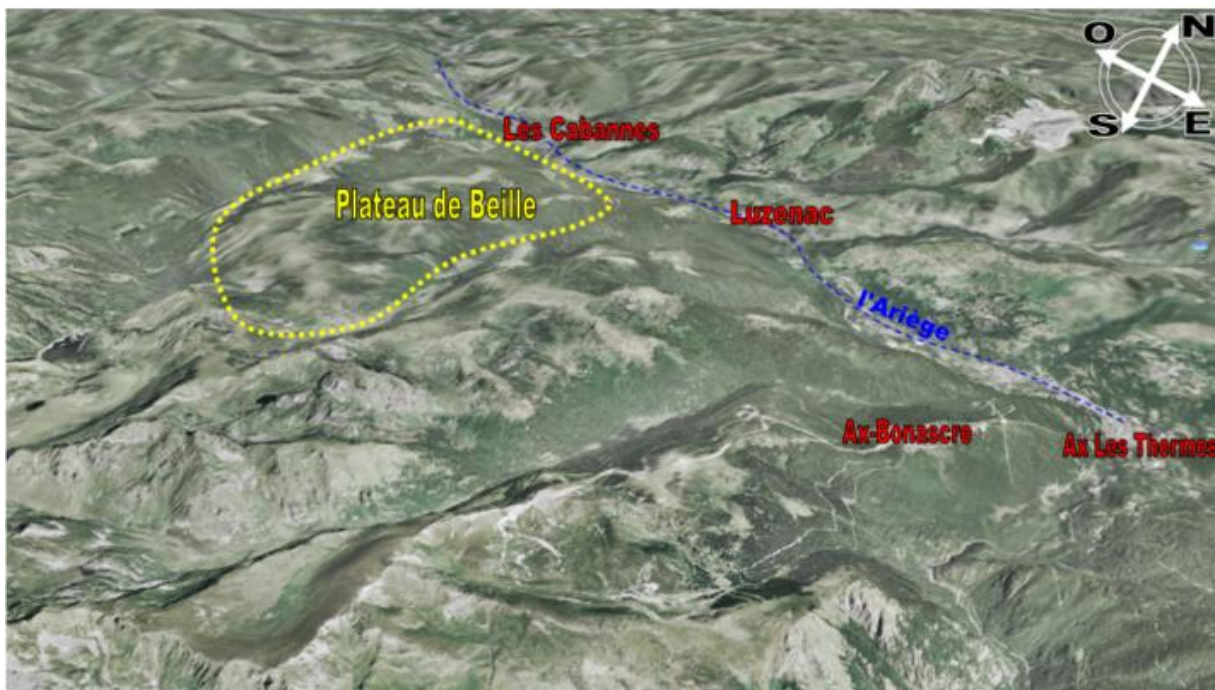 O N
S E
Les Cabannes
Plateau de Beille
Luzenac
l'Ariège
Ax-Bonascre
Ax Les Thermes